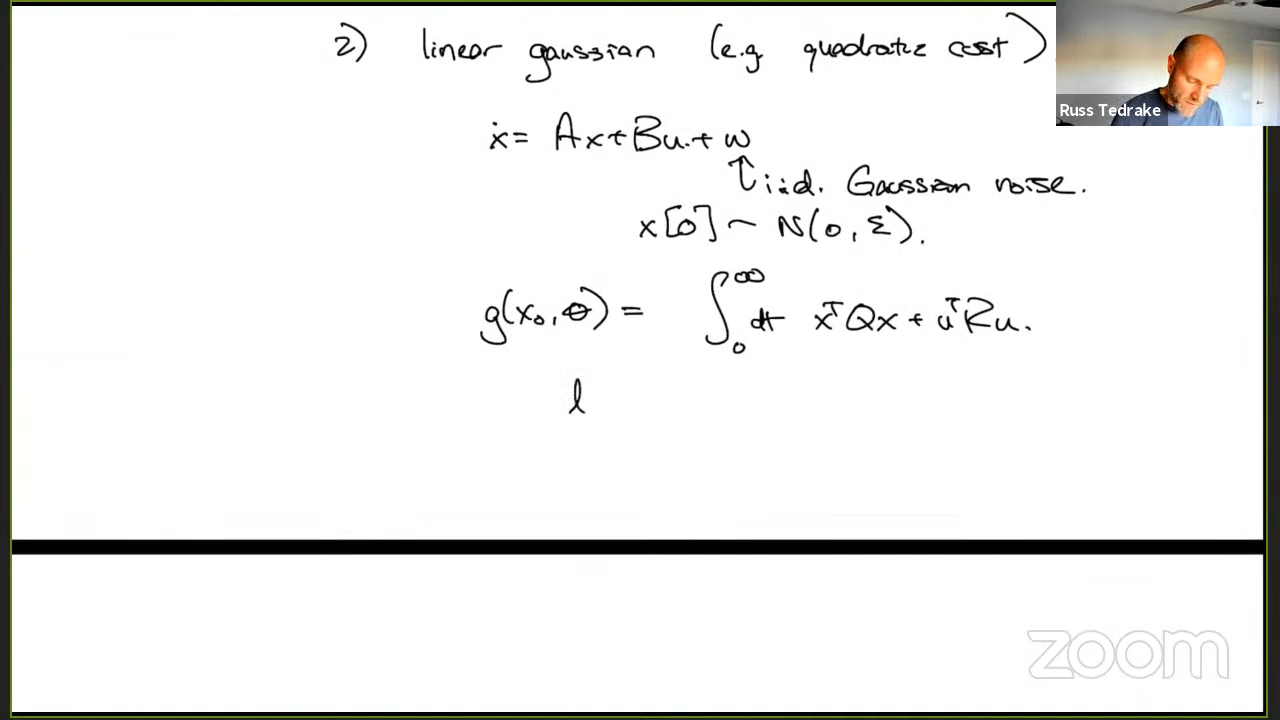 2) linear gaussian (e.g quadratic cost)
Russ Tedrake
ẋ = Ax + Bu + w
↑ i.i.d. Gaussian noise.
x[0] ~ N(0, Σ).
g(x₀, θ) = ∫₀^∞ dt xᵀQx + uᵀRu.
l
zoom